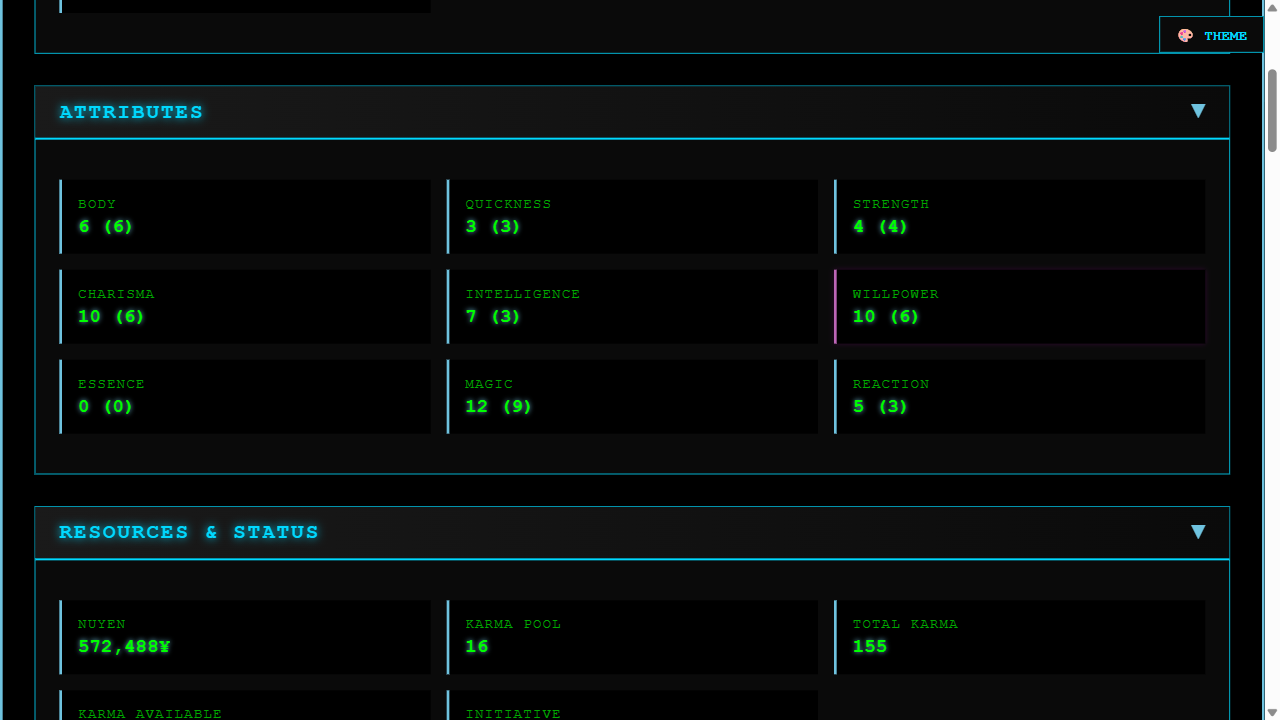 🎨 THEME
ATTRIBUTES ▼
BODY
6 (6)
QUICKNESS
3 (3)
STRENGTH
4 (4)
CHARISMA
10 (6)
INTELLIGENCE
7 (3)
WILLPOWER
10 (6)
ESSENCE
0 (0)
MAGIC
12 (9)
REACTION
5 (3)
RESOURCES & STATUS ▼
NUYEN
572,488¥
KARMA POOL
16
TOTAL KARMA
155
KARMA AVAILABLE
INITIATIVE